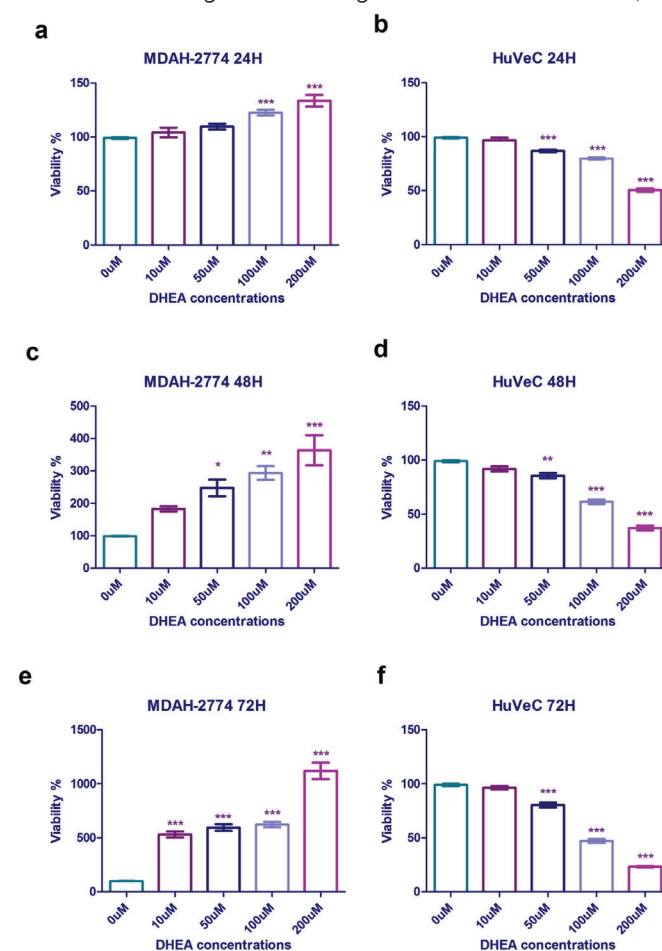 a
MDAH-2774 24H
150
100
50
0
Viability %
***
***
0uM
10uM
50uM
100uM
200uM
DHEA concentrations
b
HuVeC 24H
150
100
50
0
Viability %
***
***
***
0uM
10uM
50uM
100uM
200uM
DHEA concentrations
c
MDAH-2774 48H
500
400
300
200
100
0
Viability %
*
**
***
0uM
10uM
50uM
100uM
200uM
DHEA concentrations
d
HuVeC 48H
150
100
50
0
Viability %
**
***
***
0uM
10uM
50uM
100uM
200uM
DHEA concentrations
e
MDAH-2774 72H
1500
1000
500
0
Viability %
***
***
***
***
0uM
10uM
50uM
100uM
200uM
DHEA concentrations
f
HuVeC 72H
150
100
50
0
Viability %
***
***
***
0uM
10uM
50uM
100uM
200uM
DHEA concentrations